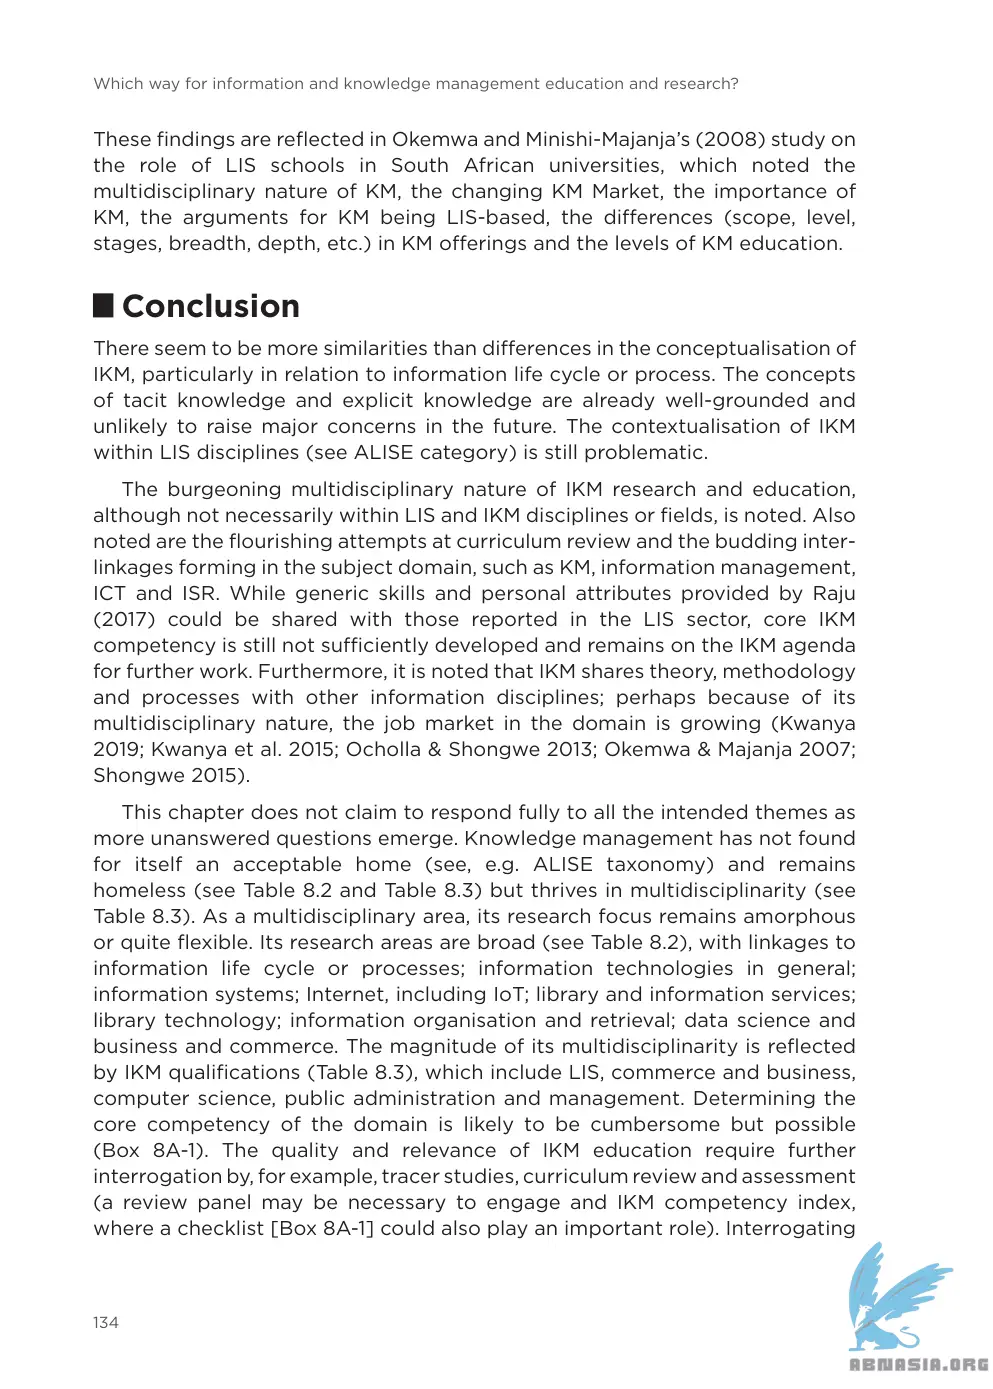 Which way for information and knowledge management education and research?
These findings are reflected in Okemwa and Minishi-Majanja’s (2008) study on
the role of LIS schools in South African universities, which noted the
multidisciplinary nature of KM, the changing KM Market, the importance of
KM, the arguments for KM being LIS-based, the differences (scope, level,
stages, breadth, depth, etc.) in KM offerings and the levels of KM education.
Conclusion
There seem to be more similarities than differences in the conceptualisation of
IKM, particularly in relation to information life cycle or process. The concepts
of tacit knowledge and explicit knowledge are already well-grounded and
unlikely to raise major concerns in the future. The contextualisation of IKM
within LIS disciplines (see ALISE category) is still problematic.
The burgeoning multidisciplinary nature of IKM research and education,
although not necessarily within LIS and IKM disciplines or fields, is noted. Also
noted are the flourishing attempts at curriculum review and the budding inter-
linkages forming in the subject domain, such as KM, information management,
ICT and ISR. While generic skills and personal attributes provided by Raju
(2017) could be shared with those reported in the LIS sector, core IKM
competency is still not sufficiently developed and remains on the IKM agenda
for further work. Furthermore, it is noted that IKM shares theory, methodology
and processes with other information disciplines; perhaps because of its
multidisciplinary nature, the job market in the domain is growing (Kwanya
2019; Kwanya et al. 2015; Ocholla & Shongwe 2013; Okemwa & Majanja 2007;
Shongwe 2015).
This chapter does not claim to respond fully to all the intended themes as
more unanswered questions emerge. Knowledge management has not found
for itself an acceptable home (see, e.g. ALISE taxonomy) and remains
homeless (see Table 8.2 and Table 8.3) but thrives in multidisciplinarity (see
Table 8.3). As a multidisciplinary area, its research focus remains amorphous
or quite flexible. Its research areas are broad (see Table 8.2), with linkages to
information life cycle or processes; information technologies in general;
information systems; Internet, including IoT; library and information services;
library technology; information organisation and retrieval; data science and
business and commerce. The magnitude of its multidisciplinarity is reflected
by IKM qualifications (Table 8.3), which include LIS, commerce and business,
computer science, public administration and management. Determining the
core competency of the domain is likely to be cumbersome but possible
(Box 8A-1). The quality and relevance of IKM education require further
interrogation by, for example, tracer studies, curriculum review and assessment
(a review panel may be necessary to engage and IKM competency index,
where a checklist [Box 8A-1] could also play an important role). Interrogating
134
ABNASIA.ORG